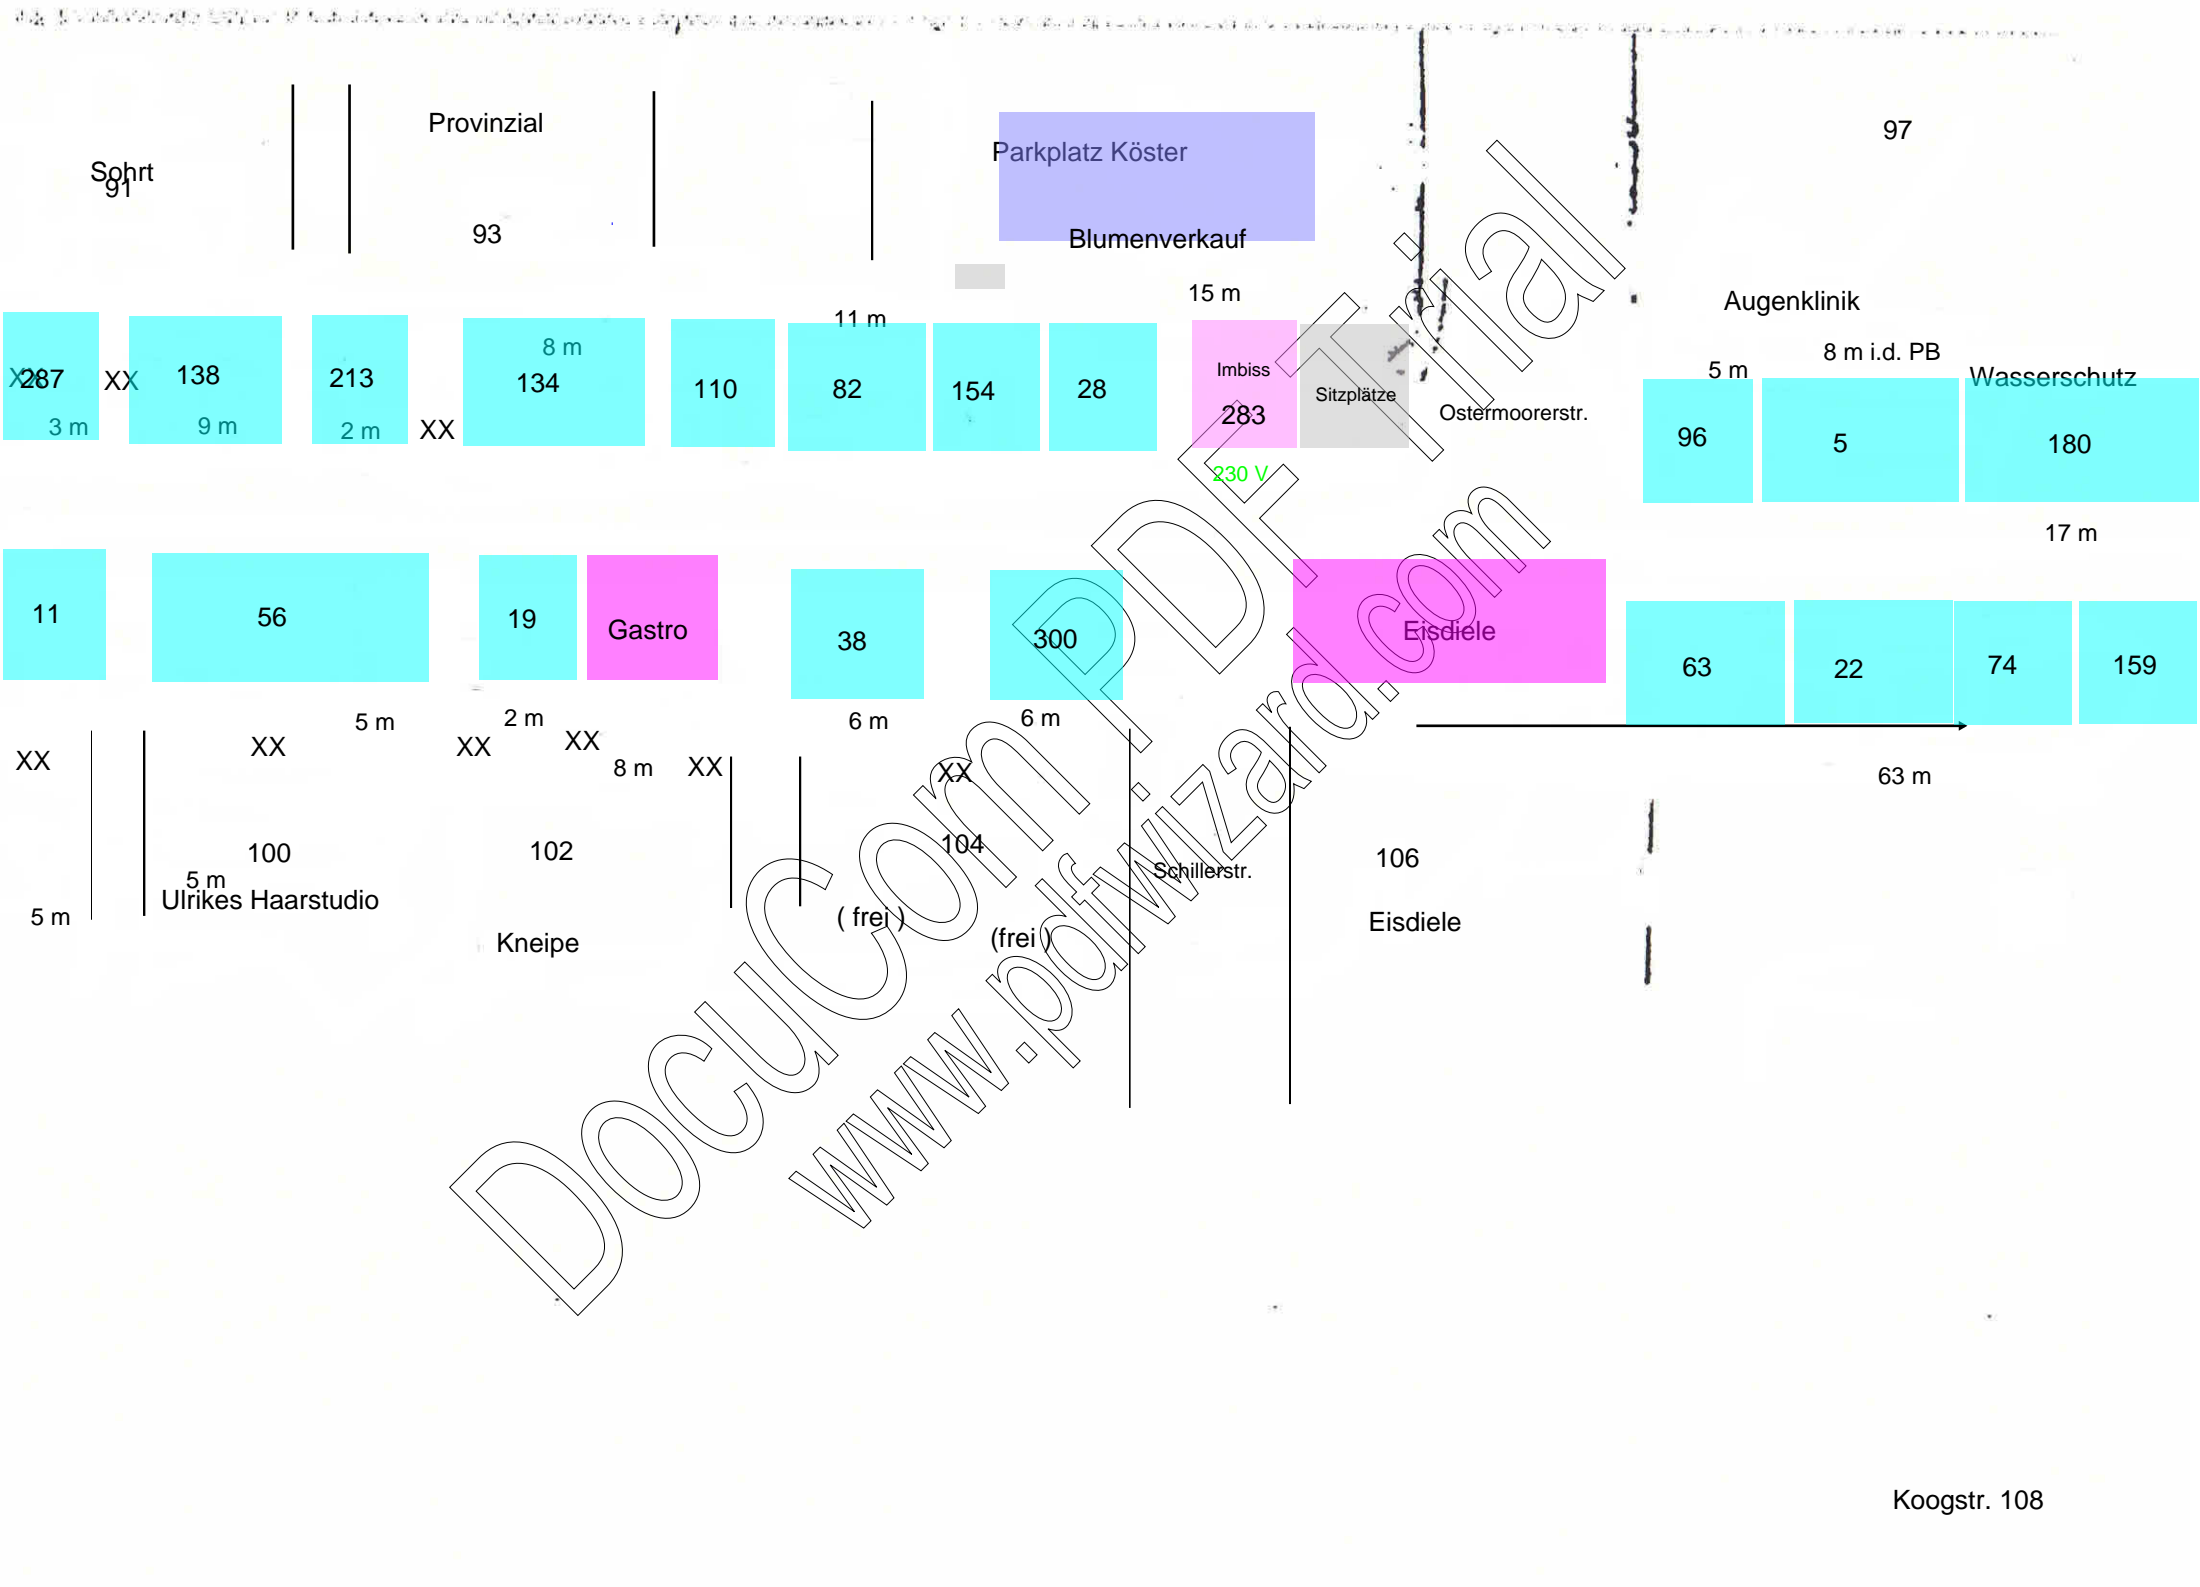 Provinzial
97
Parkplatz Köster
Sohrt
91
93
Blumenverkauf
15 m
Augenklinik
11 m
8 m
8 m i.d. PB
5 m
Wasserschutz
XX
287
XX
138
213
134
110
82
154
28
Imbiss
283
Sitzplätze
Ostermoorerstr.
3 m
9 m
2 m
XX
96
5
180
230 V
17 m
11
56
19
Gastro
38
300
Eisdiele
63
22
74
159
5 m
2 m
6 m
6 m
XX
XX
XX
XX
8 m
XX
XX
63 m
100
102
104
106
5 m
Schillerstr.
Ulrikes Haarstudio
5 m
( frei )
(frei )
Eisdiele
Kneipe
DocuCom PDF Trial
www.pdfwizard.com
Koogstr. 108